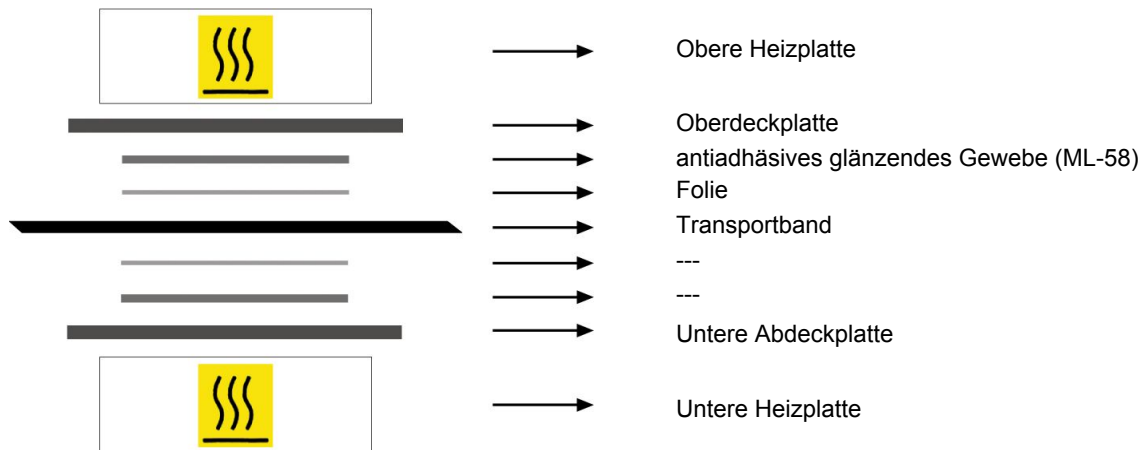 Obere Heizplatte
Oberdeckplatte
antiadhäsives glänzendes Gewebe (ML-58)
Folie
Transportband
---
---
Untere Abdeckplatte
Untere Heizplatte